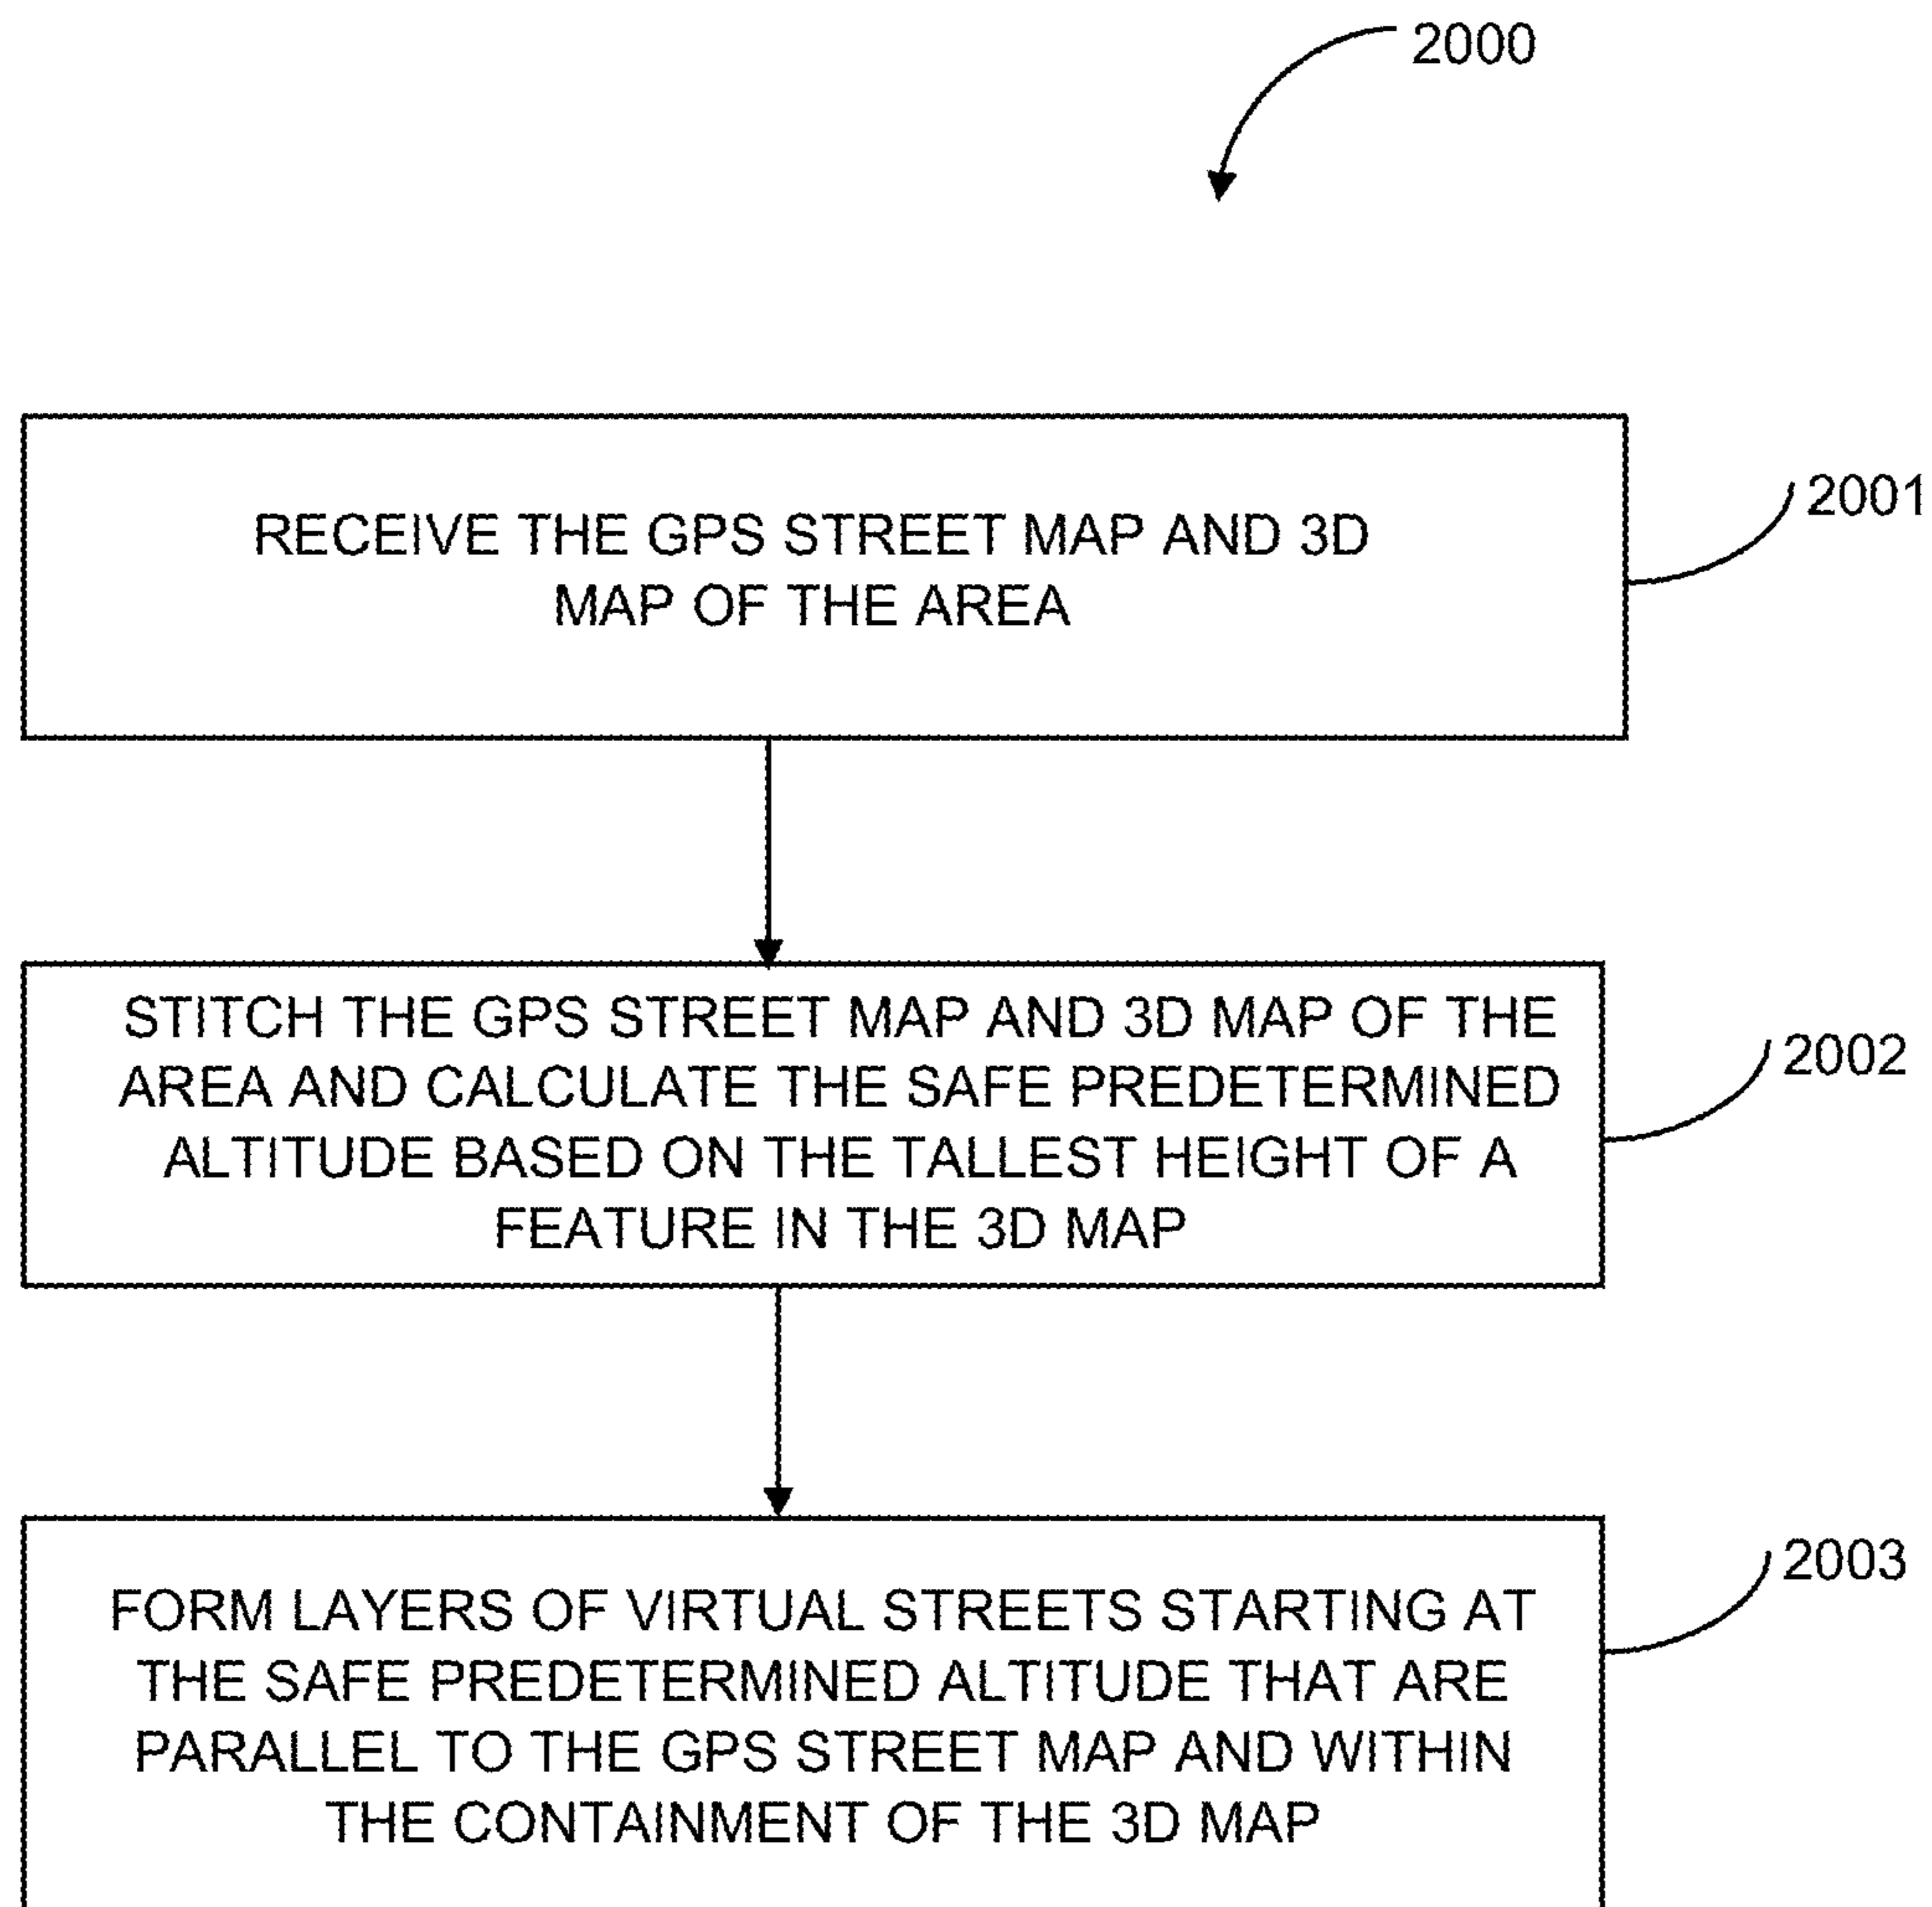 2000
RECEIVE THE GPS STREET MAP AND 3D
MAP OF THE AREA
2001
STITCH THE GPS STREET MAP AND 3D MAP OF THE
AREA AND CALCULATE THE SAFE PREDETERMINED
ALTITUDE BASED ON THE TALLEST HEIGHT OF A
FEATURE IN THE 3D MAP
2002
FORM LAYERS OF VIRTUAL STREETS STARTING AT
THE SAFE PREDETERMINED ALTITUDE THAT ARE
PARALLEL TO THE GPS STREET MAP AND WITHIN
THE CONTAINMENT OF THE 3D MAP
2003